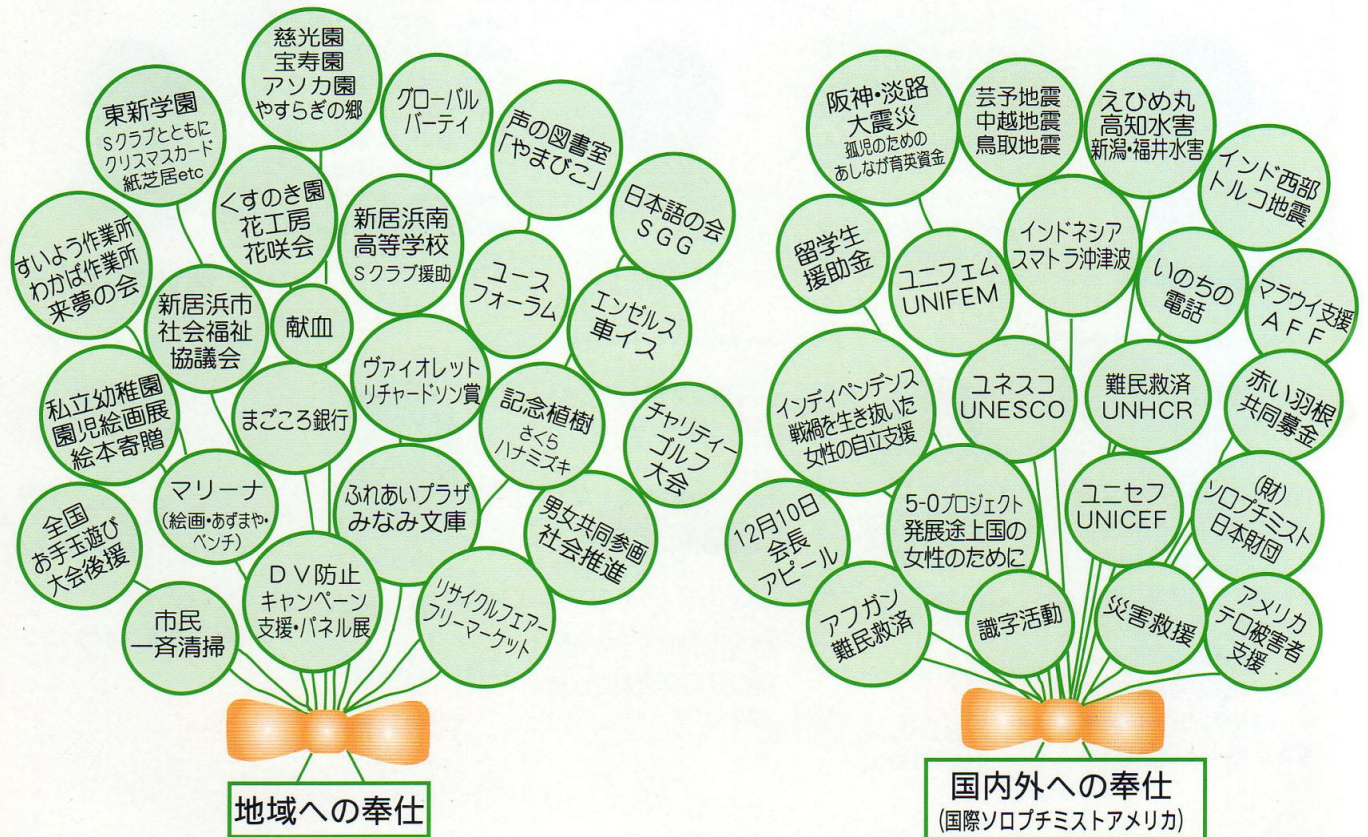 慈光園
宝寿園
アソカ園
やすらぎの郷
グローバル
バーティ
東新学園
Sクラブとともに
クリスマスカード
紙芝居etc
声の図書室
「やまびこ」
くすのき園
花工房
花咲会
新居浜南
高等学校
Sクラブ援助
日本語の会
SGG
すいよう作業所
わかば作業所
来夢の会
新居浜市
社会福祉
協議会
献血
ユース
フォーラム
エンゼルス
車イス
ヴァイオレット
リチャードソン賞
私立幼稚園
園児絵画展
絵本寄贈
まごころ銀行
記念植樹
さくら
ハナミズキ
チャリティー
ゴルフ
大会
マリーナ
(絵画・あずまや・
ベンチ)
ふれあいプラザ
みなみ文庫
全国
お手玉遊び
大会後援
男女共同参画
社会推進
DV防止
キャンペーン
支援・パネル展
リサイクルフェアー
フリーマーケット
市民
一斉清掃
地域への奉仕
阪神・淡路
大震災
孤児のための
あしなが育英資金
芸予地震
中越地震
鳥取地震
えひめ丸
高知水害
新潟・福井水害
インド西部
トルコ地震
留学生
援助金
ユニフェム
UNIFEM
インドネシア
スマトラ沖津波
いのちの
電話
マラウイ支援
AFF
インディペンデンス
戦禍を生き抜いた
女性の自立支援
ユネスコ
UNESCO
難民救済
UNHCR
赤い羽根
共同募金
12月10日
会長
アピール
5-0プロジェクト
発展途上国の
女性のために
ユニセフ
UNICEF
(財)
ソロプチミスト
日本財団
アフガン
難民救済
識字活動
災害救援
アメリカ
テロ被害者
支援
国内外への奉仕
(国際ソロプチミストアメリカ)